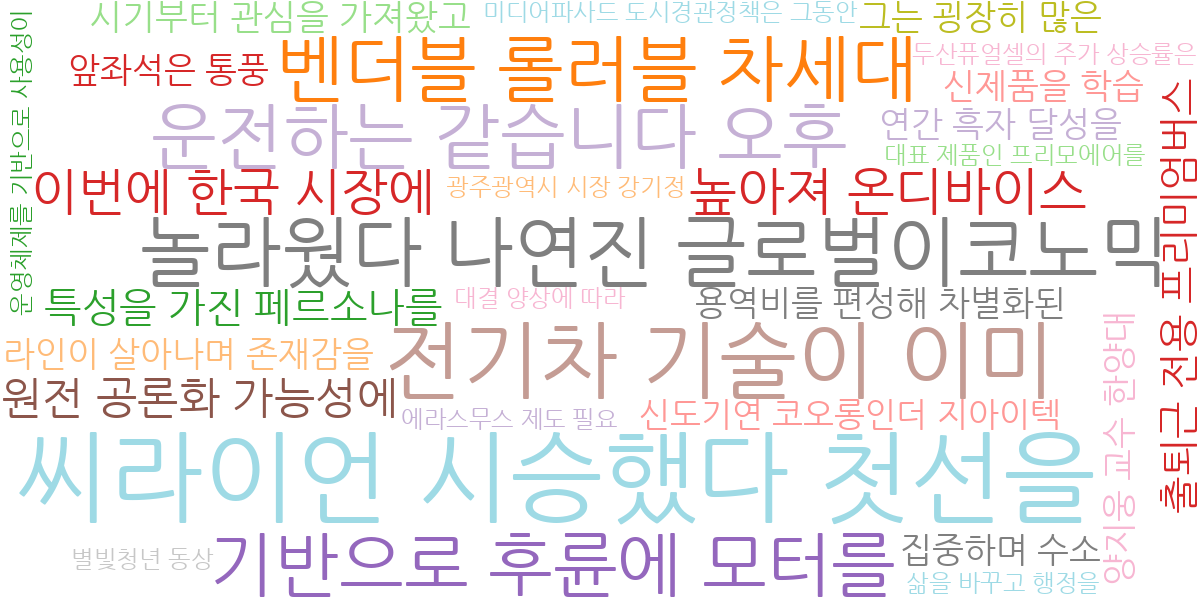 시기부터 관심을 가져왔고
미디어파사드 도시경관정책은 그동안
그는 굉장히 많은
앞좌석은 통풍
벤더블 롤러블 차세대
두산퓨얼셀의 주가 상승률은
신제품을 학습
운전하는 같습니다 오후
연간 흑자 달성을
대표 제품인 프리모에어를
운영체제를 기반으로 사용성이
이번에 한국 시장에
광주광역시 시장 강기정
높아져 온디바이스
출퇴근 전용 프리미엄버스
놀라웠다 나연진 글로벌이코노믹
특성을 가진 페르소나를
대결 양상에 따라
용역비를 편성해 차별화된
라인이 살아나며 존재감을
전기차 기술이 이미
원전 공론화 가능성에
에라스무스 제도 필요
신도기연 코오롱인더 지아이텍
양지웅 교수 한양대
씨라이언 시승했다 첫선을
별빛청년 동상
기반으로 후륜에 모터를
집중하며 수소
삶을 바꾸고 행정을